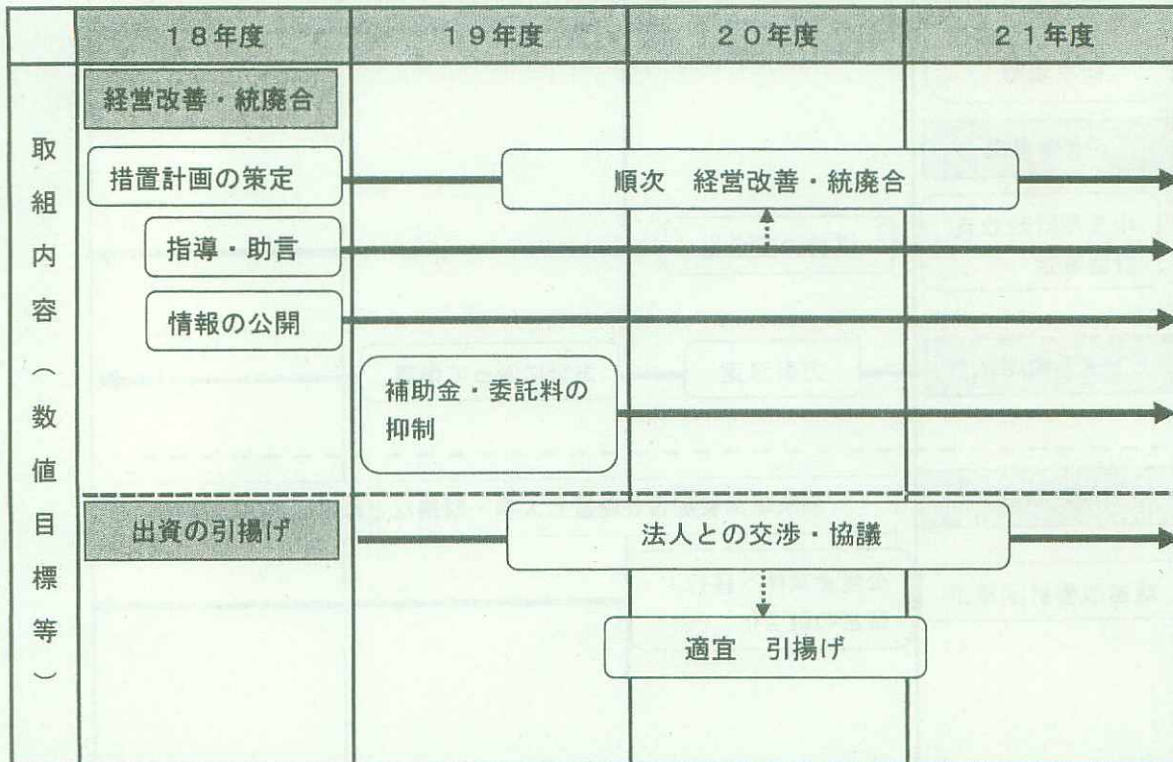 18年度
19年度
20年度
21年度
取組内容(数値目標等)
経営改善・統廃合
措置計画の策定
順次 経営改善・統廃合
指導・助言
情報の公開
補助金・委託料の
抑制
出資の引揚げ
法人との交渉・協議
適宜 引揚げ